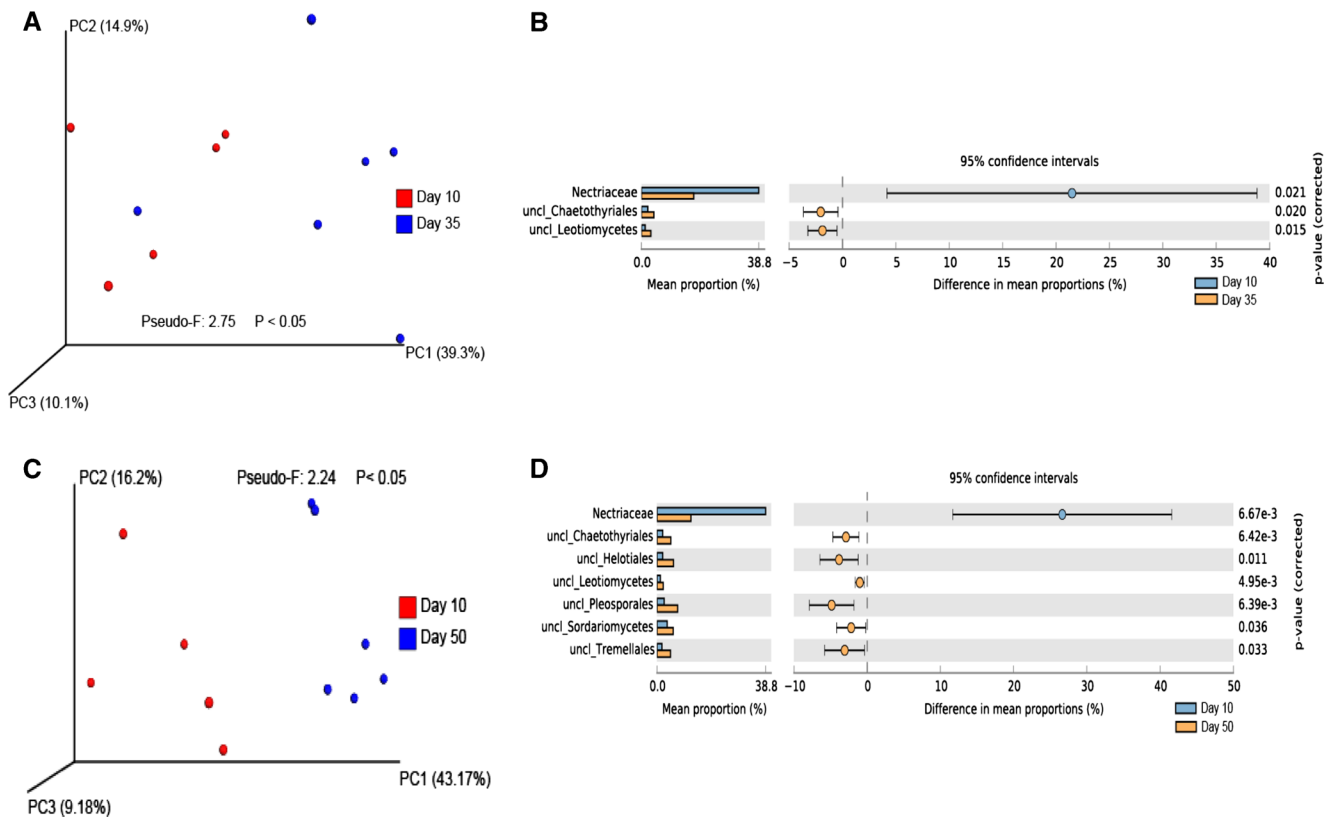 A
PC2 (14.9%)
Day 10
Day 35
Pseudo-F: 2.75 P < 0.05
PC1 (39.3%)
PC3 (10.1%)
B
95% confidence intervals
Nectriaceae
uncl_Chaetothyriales
uncl_Leotiomycetes
0.021
0.020
0.015
0.0 38.8
−5 0 5 10 15 20 25 30 35 40
Mean proportion (%)
Difference in mean proportions (%)
p-value (corrected)
Day 10
Day 35
C
PC2 (16.2%)
Pseudo-F: 2.24 P< 0.05
Day 10
Day 50
PC1 (43.17%)
PC3 (9.18%)
D
95% confidence intervals
Nectriaceae
uncl_Chaetothyriales
uncl_Helotiales
uncl_Leotiomycetes
uncl_Pleosporales
uncl_Sordariomycetes
uncl_Tremellales
6.67e-3
6.42e-3
0.011
4.95e-3
6.39e-3
0.036
0.033
0.0 38.8
−10 0 10 20 30 40 50
Mean proportion (%)
Difference in mean proportions (%)
p-value (corrected)
Day 10
Day 50